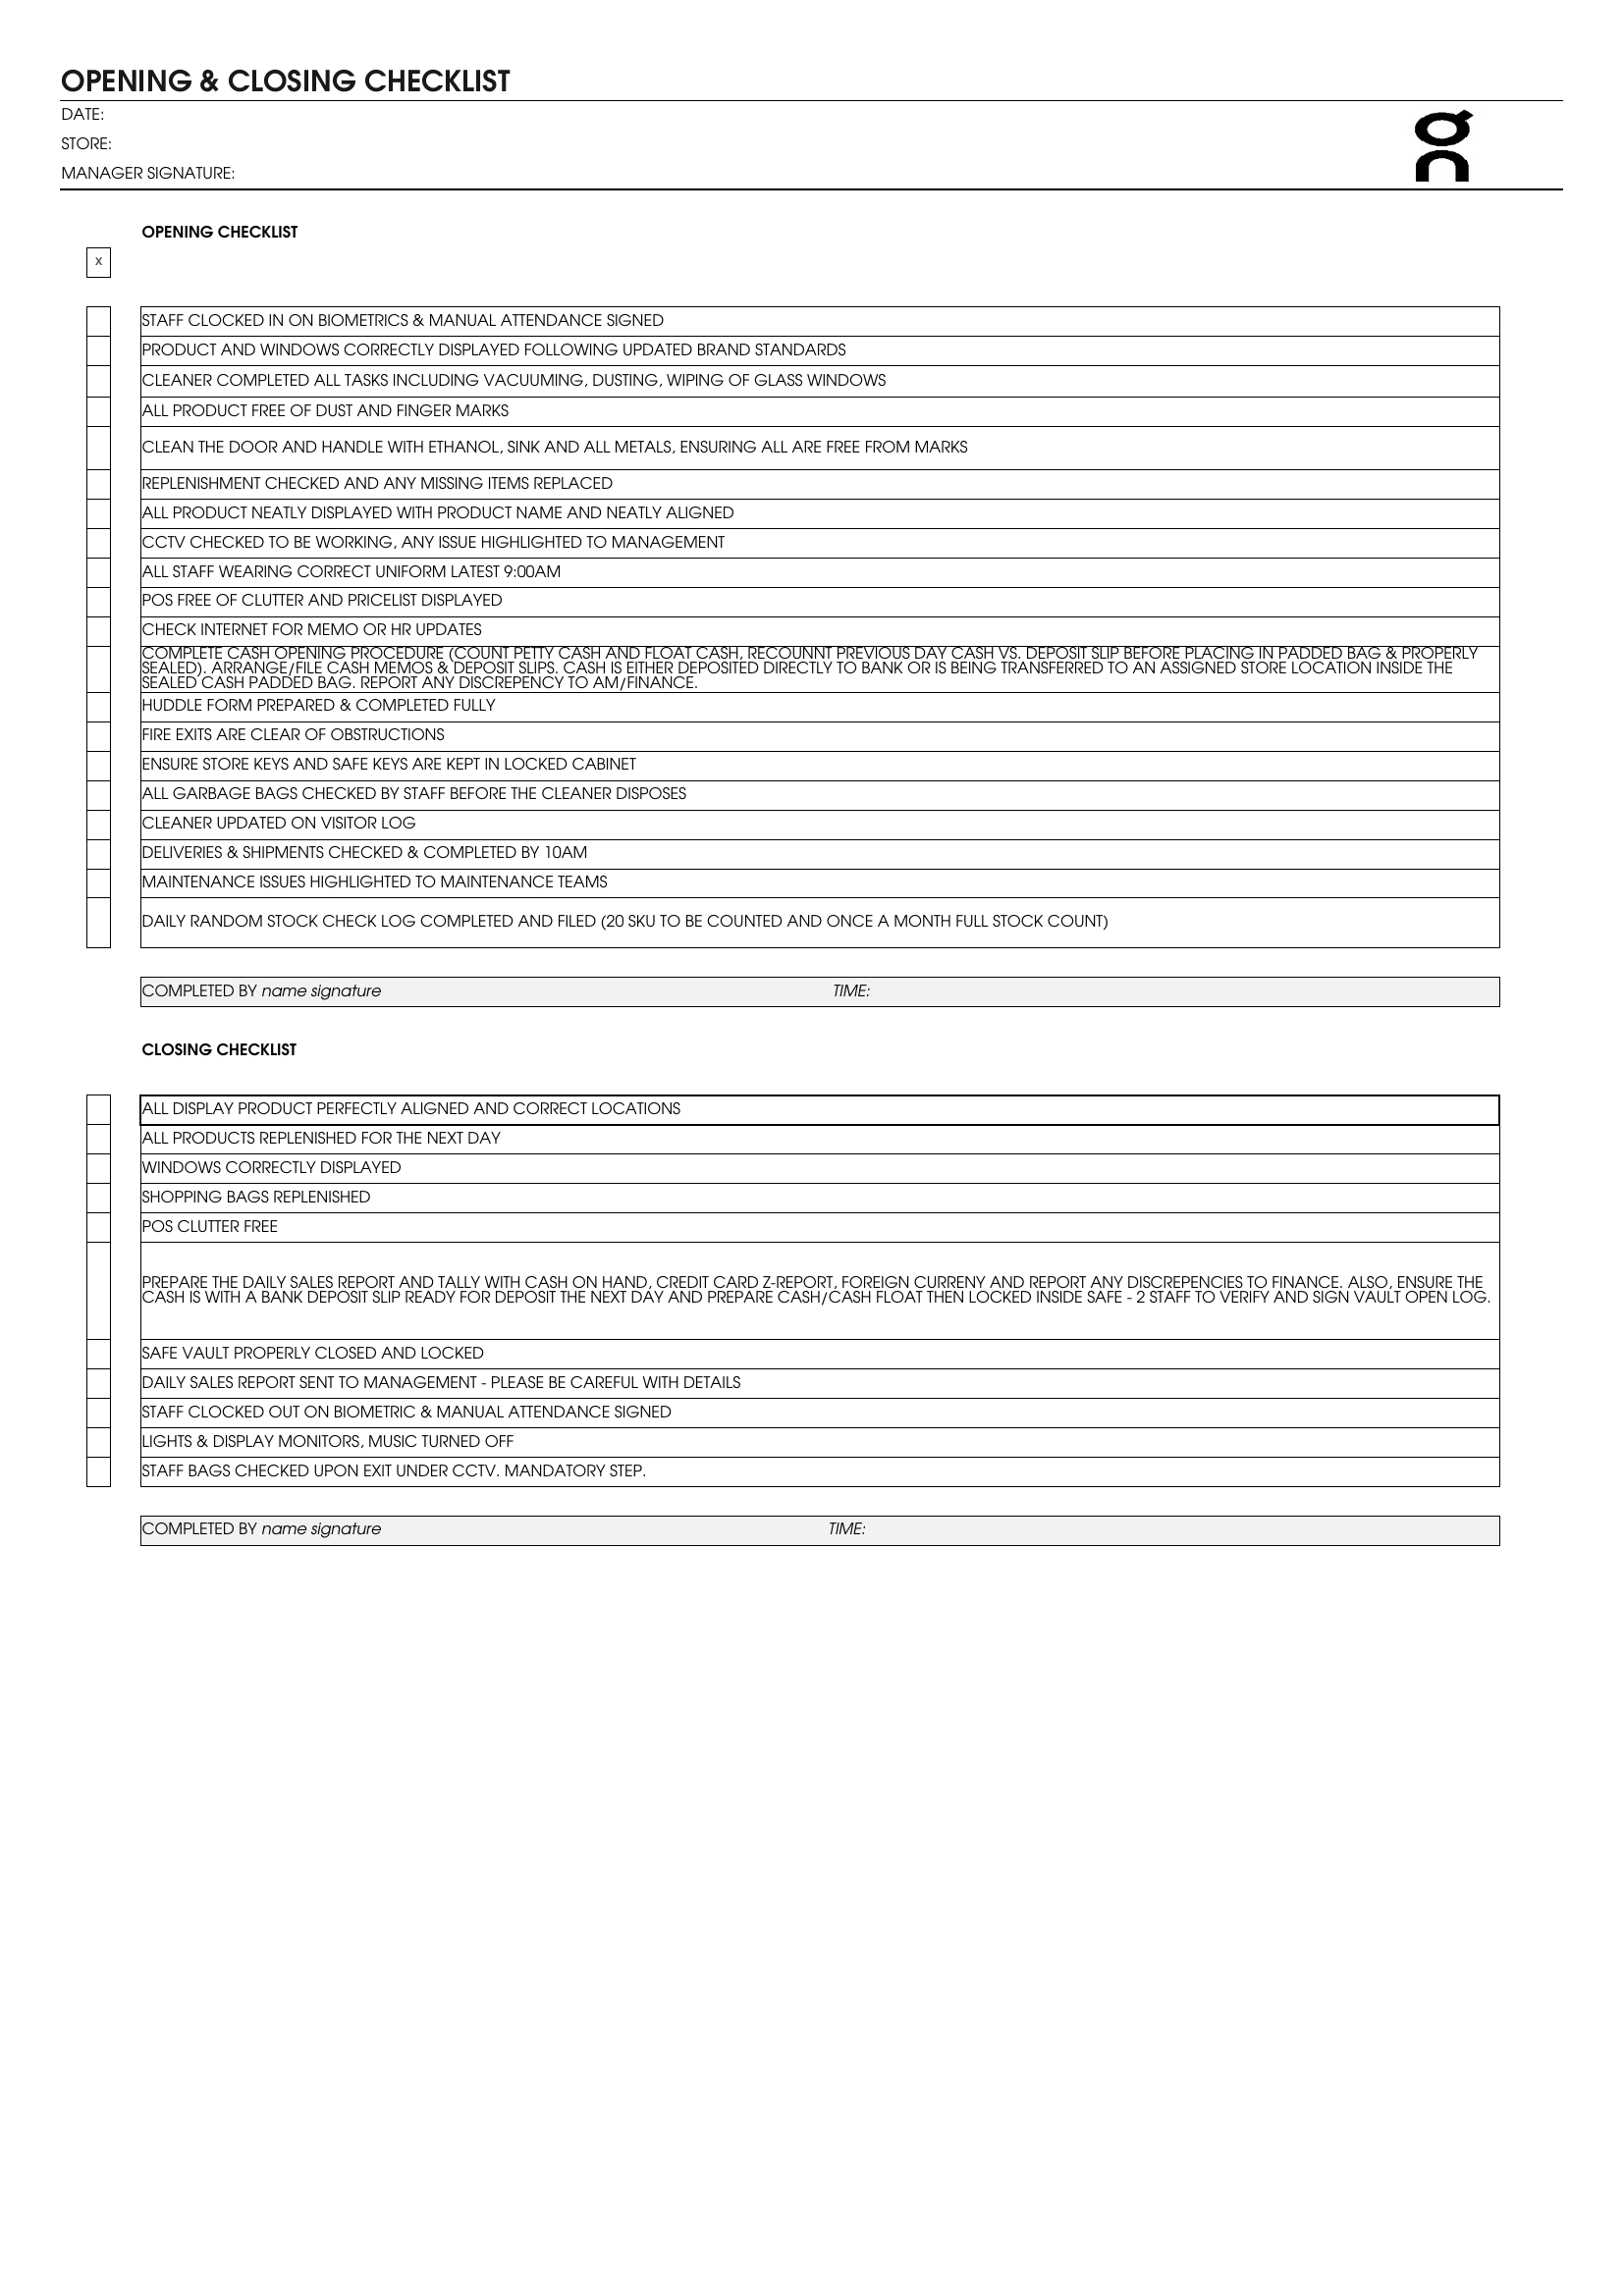 OPENING & CLOSING CHECKLIST
DATE:
STORE:
MANAGER SIGNATURE:
OPENING CHECKLIST
x
STAFF CLOCKED IN ON BIOMETRICS & MANUAL ATTENDANCE SIGNED
PRODUCT AND WINDOWS CORRECTLY DISPLAYED FOLLOWING UPDATED BRAND STANDARDS
CLEANER COMPLETED ALL TASKS INCLUDING VACUUMING, DUSTING, WIPING OF GLASS WINDOWS
ALL PRODUCT FREE OF DUST AND FINGER MARKS
CLEAN THE DOOR AND HANDLE WITH ETHANOL, SINK AND ALL METALS, ENSURING ALL ARE FREE FROM MARKS
REPLENISHMENT CHECKED AND ANY MISSING ITEMS REPLACED
ALL PRODUCT NEATLY DISPLAYED WITH PRODUCT NAME AND NEATLY ALIGNED
CCTV CHECKED TO BE WORKING, ANY ISSUE HIGHLIGHTED TO MANAGEMENT
ALL STAFF WEARING CORRECT UNIFORM LATEST 9:00AM
POS FREE OF CLUTTER AND PRICELIST DISPLAYED
CHECK INTERNET FOR MEMO OR HR UPDATES
COMPLETE CASH OPENING PROCEDURE (COUNT PETTY CASH AND FLOAT CASH, RECOUNNT PREVIOUS DAY CASH VS. DEPOSIT SLIP BEFORE PLACING IN PADDED BAG & PROPERLY
SEALED). ARRANGE/FILE CASH MEMOS & DEPOSIT SLIPS. CASH IS EITHER DEPOSITED DIRECTLY TO BANK OR IS BEING TRANSFERRED TO AN ASSIGNED STORE LOCATION INSIDE THE
SEALED CASH PADDED BAG. REPORT ANY DISCREPENCY TO AM/FINANCE.
HUDDLE FORM PREPARED & COMPLETED FULLY
FIRE EXITS ARE CLEAR OF OBSTRUCTIONS
ENSURE STORE KEYS AND SAFE KEYS ARE KEPT IN LOCKED CABINET
ALL GARBAGE BAGS CHECKED BY STAFF BEFORE THE CLEANER DISPOSES
CLEANER UPDATED ON VISITOR LOG
DELIVERIES & SHIPMENTS CHECKED & COMPLETED BY 10AM
MAINTENANCE ISSUES HIGHLIGHTED TO MAINTENANCE TEAMS
DAILY RANDOM STOCK CHECK LOG COMPLETED AND FILED (20 SKU TO BE COUNTED AND ONCE A MONTH FULL STOCK COUNT)
COMPLETED BY name signature TIME:
CLOSING CHECKLIST
ALL DISPLAY PRODUCT PERFECTLY ALIGNED AND CORRECT LOCATIONS
ALL PRODUCTS REPLENISHED FOR THE NEXT DAY
WINDOWS CORRECTLY DISPLAYED
SHOPPING BAGS REPLENISHED
POS CLUTTER FREE
PREPARE THE DAILY SALES REPORT AND TALLY WITH CASH ON HAND, CREDIT CARD Z-REPORT, FOREIGN CURRENY AND REPORT ANY DISCREPENCIES TO FINANCE. ALSO, ENSURE THE
CASH IS WITH A BANK DEPOSIT SLIP READY FOR DEPOSIT THE NEXT DAY AND PREPARE CASH/CASH FLOAT THEN LOCKED INSIDE SAFE - 2 STAFF TO VERIFY AND SIGN VAULT OPEN LOG.
SAFE VAULT PROPERLY CLOSED AND LOCKED
DAILY SALES REPORT SENT TO MANAGEMENT - PLEASE BE CAREFUL WITH DETAILS
STAFF CLOCKED OUT ON BIOMETRIC & MANUAL ATTENDANCE SIGNED
LIGHTS & DISPLAY MONITORS, MUSIC TURNED OFF
STAFF BAGS CHECKED UPON EXIT UNDER CCTV. MANDATORY STEP.
COMPLETED BY name signature TIME: